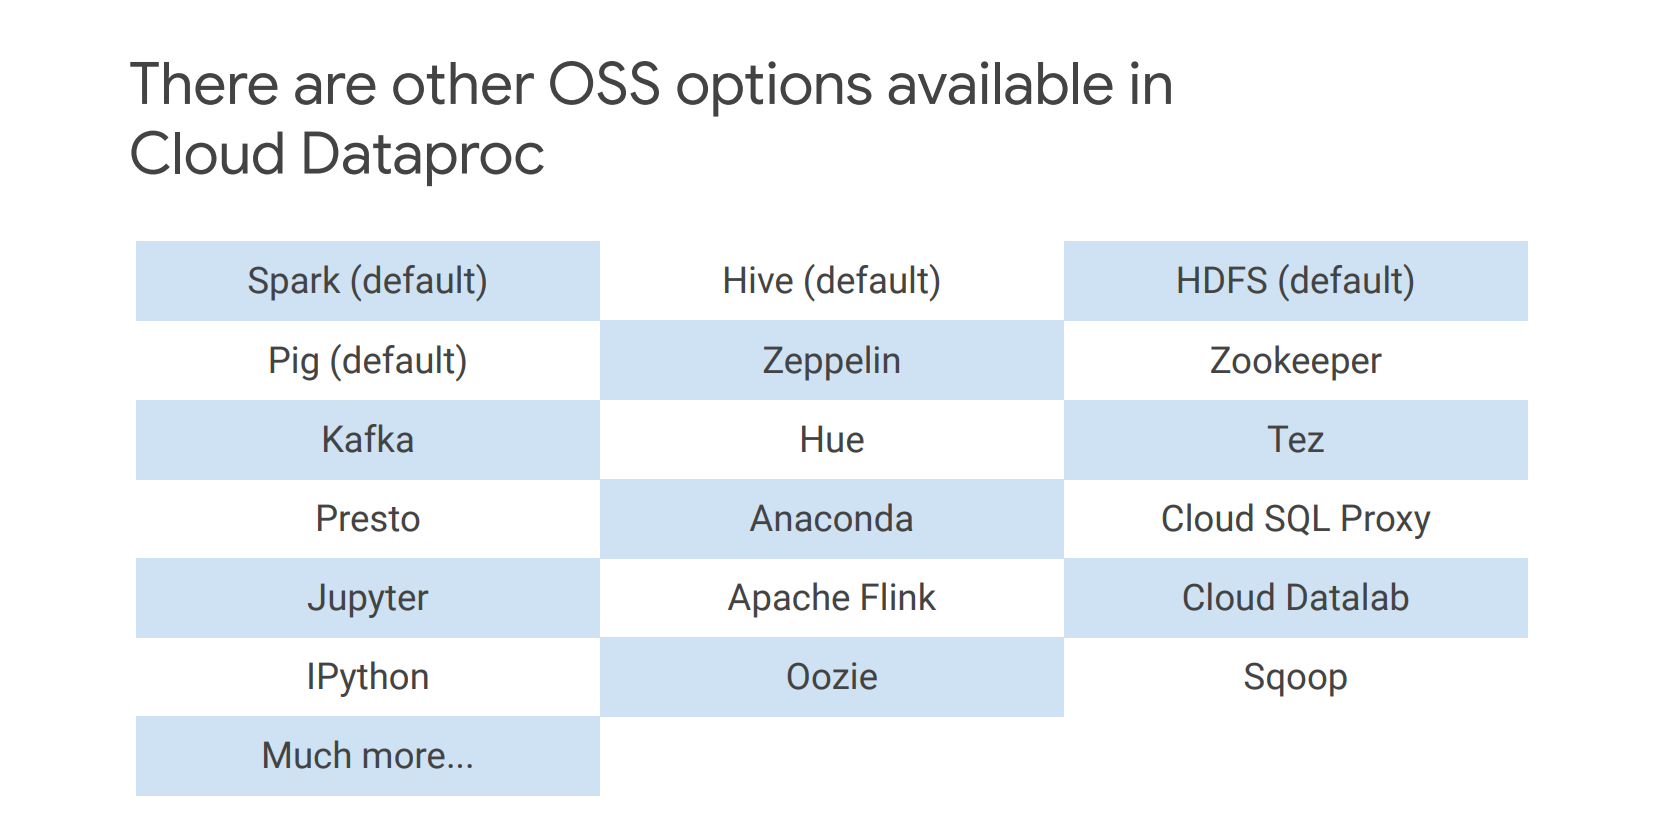 There are other OSS options available in
Cloud Dataproc
Spark (default)
Hive (default)
HDFS (default)
Pig (default)
Zeppelin
Zookeeper
Kafka
Hue
Tez
Presto
Anaconda
Cloud SQL Proxy
Jupyter
Apache Flink
Cloud Datalab
IPython
Oozie
Sqoop
Much more...